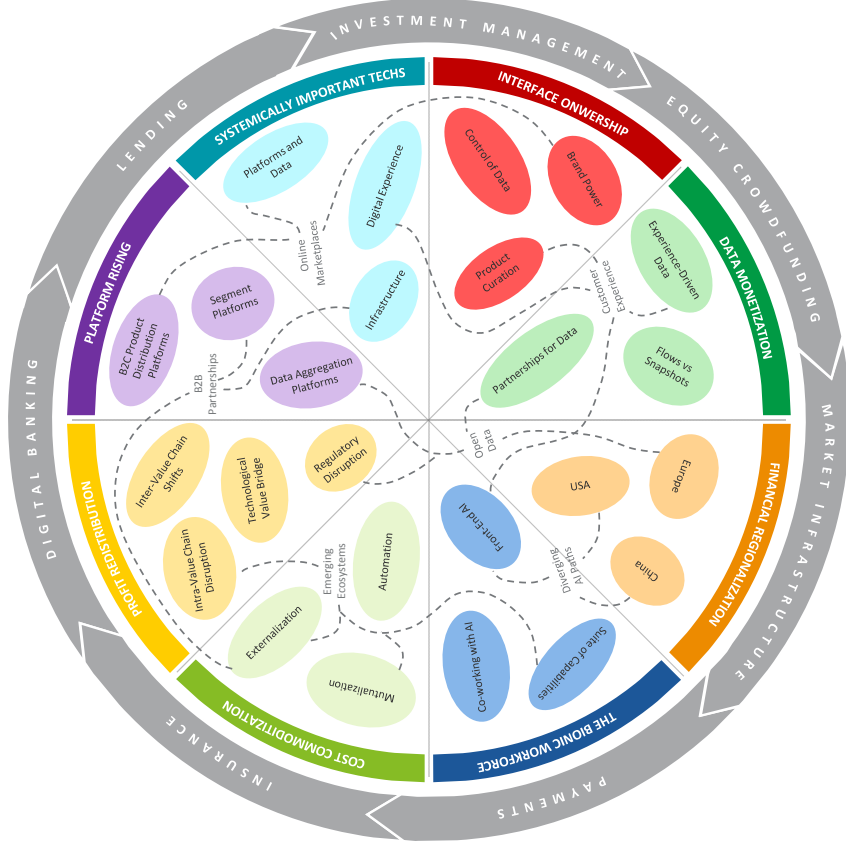 INVESTMENT MANAGEMENT
EQUITY CROWDFUNDING
MARKET INFRASTRUCTURE
PAYMENTS
INSURANCE
DIGITAL BANKING
LENDING
SYSTEMICALLY IMPORTANT TECHS
Platforms and
Data
Digital Experience
Infrastructure
Online
Marketplaces
INTERFACE ONWERSHIP
Control of Data
Brand Power
Product
Curation
Customer
Experience
DATA MONETIZATION
Experience-Driven
Data
Flows vs
Snapshots
Partnerships for Data
FINANCIAL REGIONALIZATION
Open
Data
USA
Europe
China
Diverging
AI Paths
THE BIONIC WORKFORCE
Front-End AI
Co-working with AI
Suite of Capabilities
COST COMMODITIZATION
Automation
Externalization
Mutualization
Emerging
Ecosystems
PROFIT REDISTRIBUTION
Inter-Value Chain
Shifts
Technological
Value Bridge
Regulatory
Disruption
Intra-Value Chain
Disruption
PLATFORM RISING
B2C Product
Distribution
Platforms
Segment
Platforms
Data Aggregation
Platforms
B2B
Partnerships